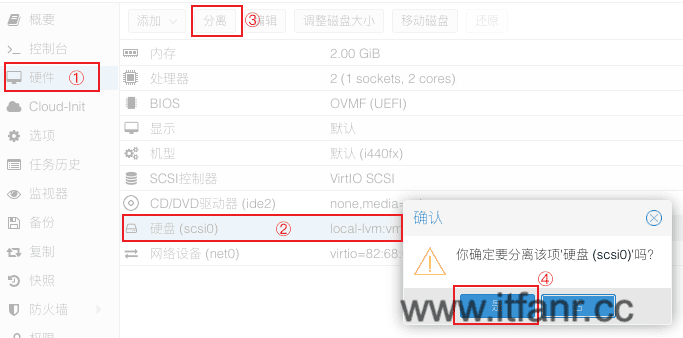 概要
控制台
硬件 ①
Cloud-Init
选项
任务历史
监视器
备份
复制
快照
防火墙
权限
添加 分离 ③ 编辑 调整磁盘大小 移动磁盘 还原
内存 2.00 GiB
处理器 2 (1 sockets, 2 cores)
BIOS OVMF (UEFI)
显示 默认
机型 默认 (i440fx)
SCSI控制器 VirtIO SCSI
CD/DVD驱动器 (ide2) none,media=
硬盘 (scsi0) ② local-lvm:vm
网络设备 (net0) virtio=82:68:
确认
你确定要分离该项'硬盘 (scsi0)'吗?
④
是 否
www.itfanr.cc